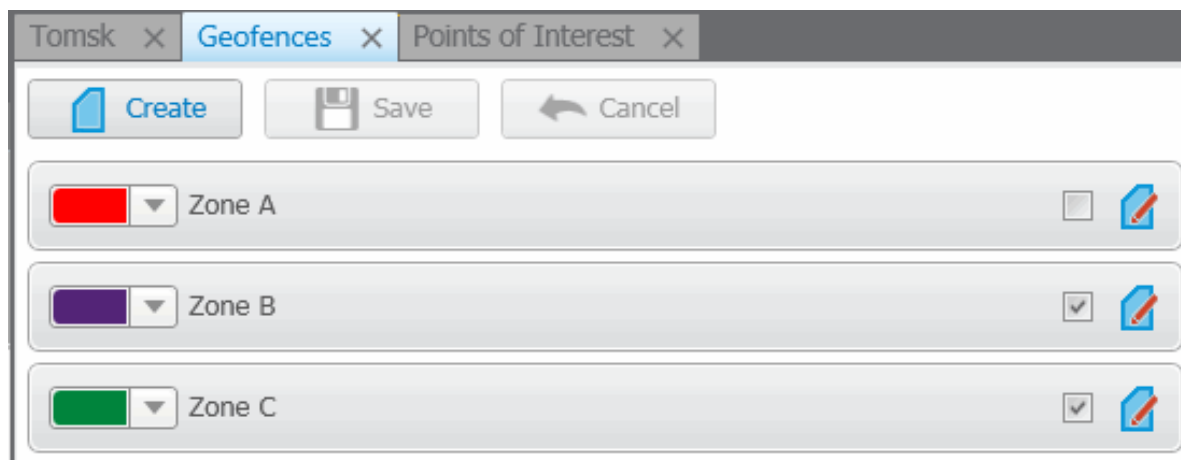 Tomsk Geofences Points of Interest
Create Save Cancel
Zone A
Zone B
Zone C